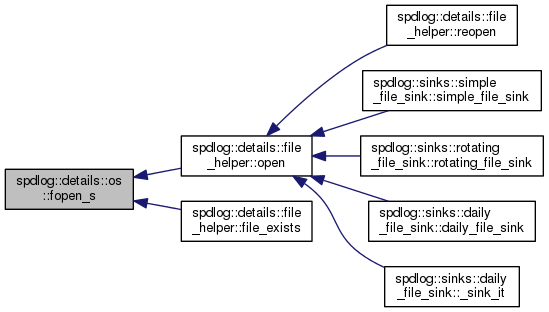 spdlog::details::os
::fopen_s
spdlog::details::file
_helper::open
spdlog::details::file
_helper::file_exists
spdlog::details::file
_helper::reopen
spdlog::sinks::simple
_file_sink::simple_file_sink
spdlog::sinks::rotating
_file_sink::rotating_file_sink
spdlog::sinks::daily
_file_sink::daily_file_sink
spdlog::sinks::daily
_file_sink::_sink_it